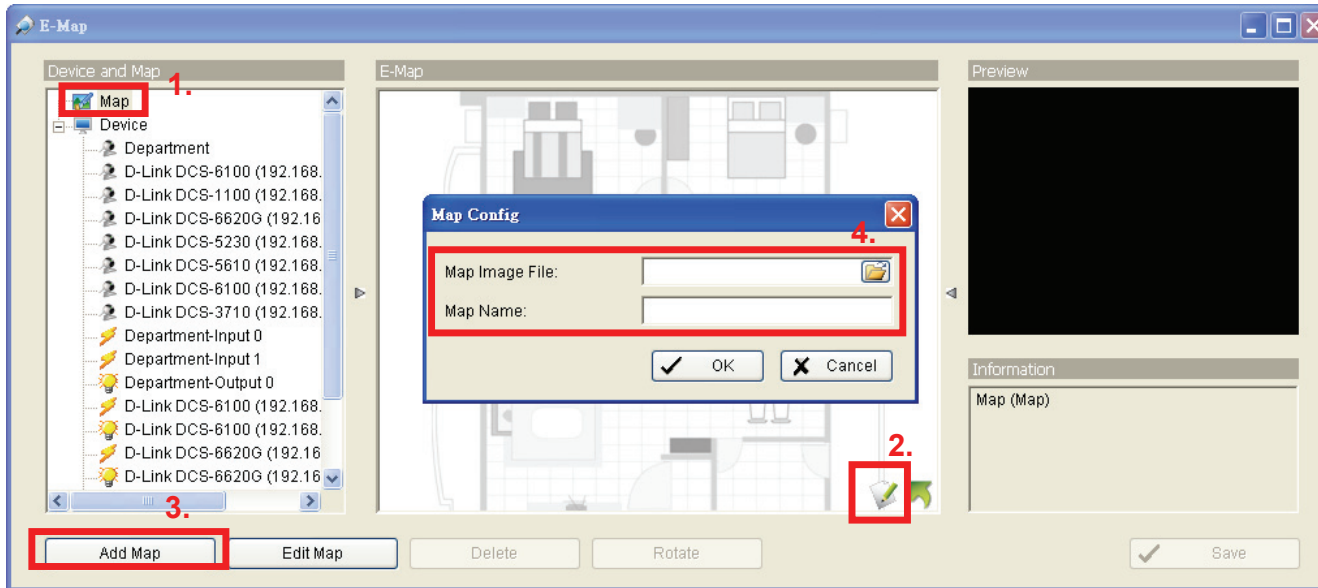 E-Map
Device and Map
1.
Map
Device
Department
D-Link DCS-6100 (192.168.
D-Link DCS-1100 (192.168.
D-Link DCS-6620G (192.16
D-Link DCS-5230 (192.168.
D-Link DCS-5610 (192.168.
D-Link DCS-6100 (192.168.
D-Link DCS-3710 (192.168.
Department-Input 0
Department-Input 1
Department-Output 0
D-Link DCS-6100 (192.168.
D-Link DCS-6100 (192.168.
D-Link DCS-6620G (192.16
D-Link DCS-6620G (192.16
3.
E-Map
Map Config
4.
Map Image File:
Map Name:
OK Cancel
2.
Preview
Information
Map (Map)
Add Map Edit Map Delete Rotate Save